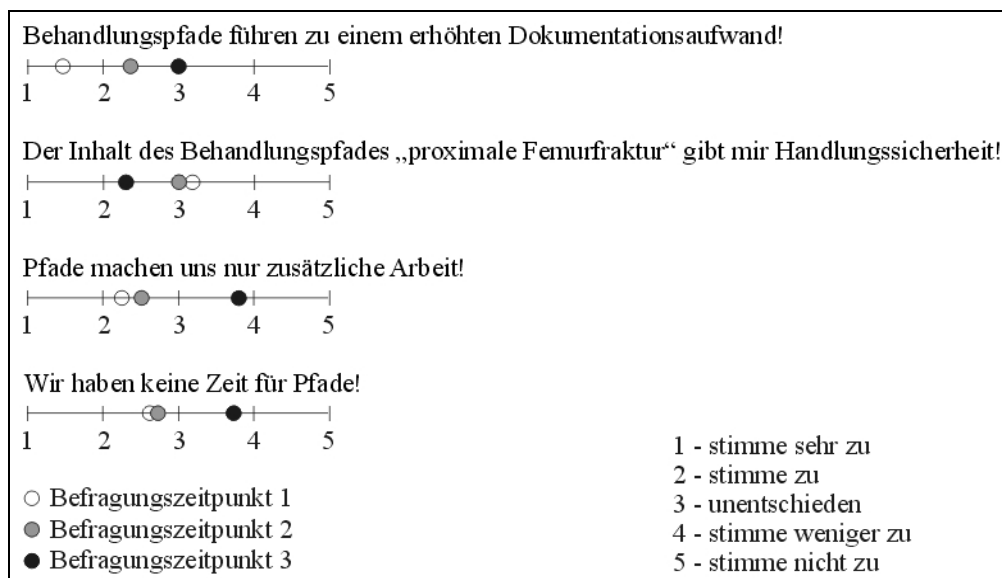 Behandlungspfade führen zu einem erhöhten Dokumentationsaufwand!
1 2 3 4 5
Der Inhalt des Behandlungspfades „proximale Femurfraktur“ gibt mir Handlungssicherheit!
1 2 3 4 5
Pfade machen uns nur zusätzliche Arbeit!
1 2 3 4 5
Wir haben keine Zeit für Pfade!
1 2 3 4 5
Befragungszeitpunkt 1
Befragungszeitpunkt 2
Befragungszeitpunkt 3
1 - stimme sehr zu
2 - stimme zu
3 - unentschieden
4 - stimme weniger zu
5 - stimme nicht zu